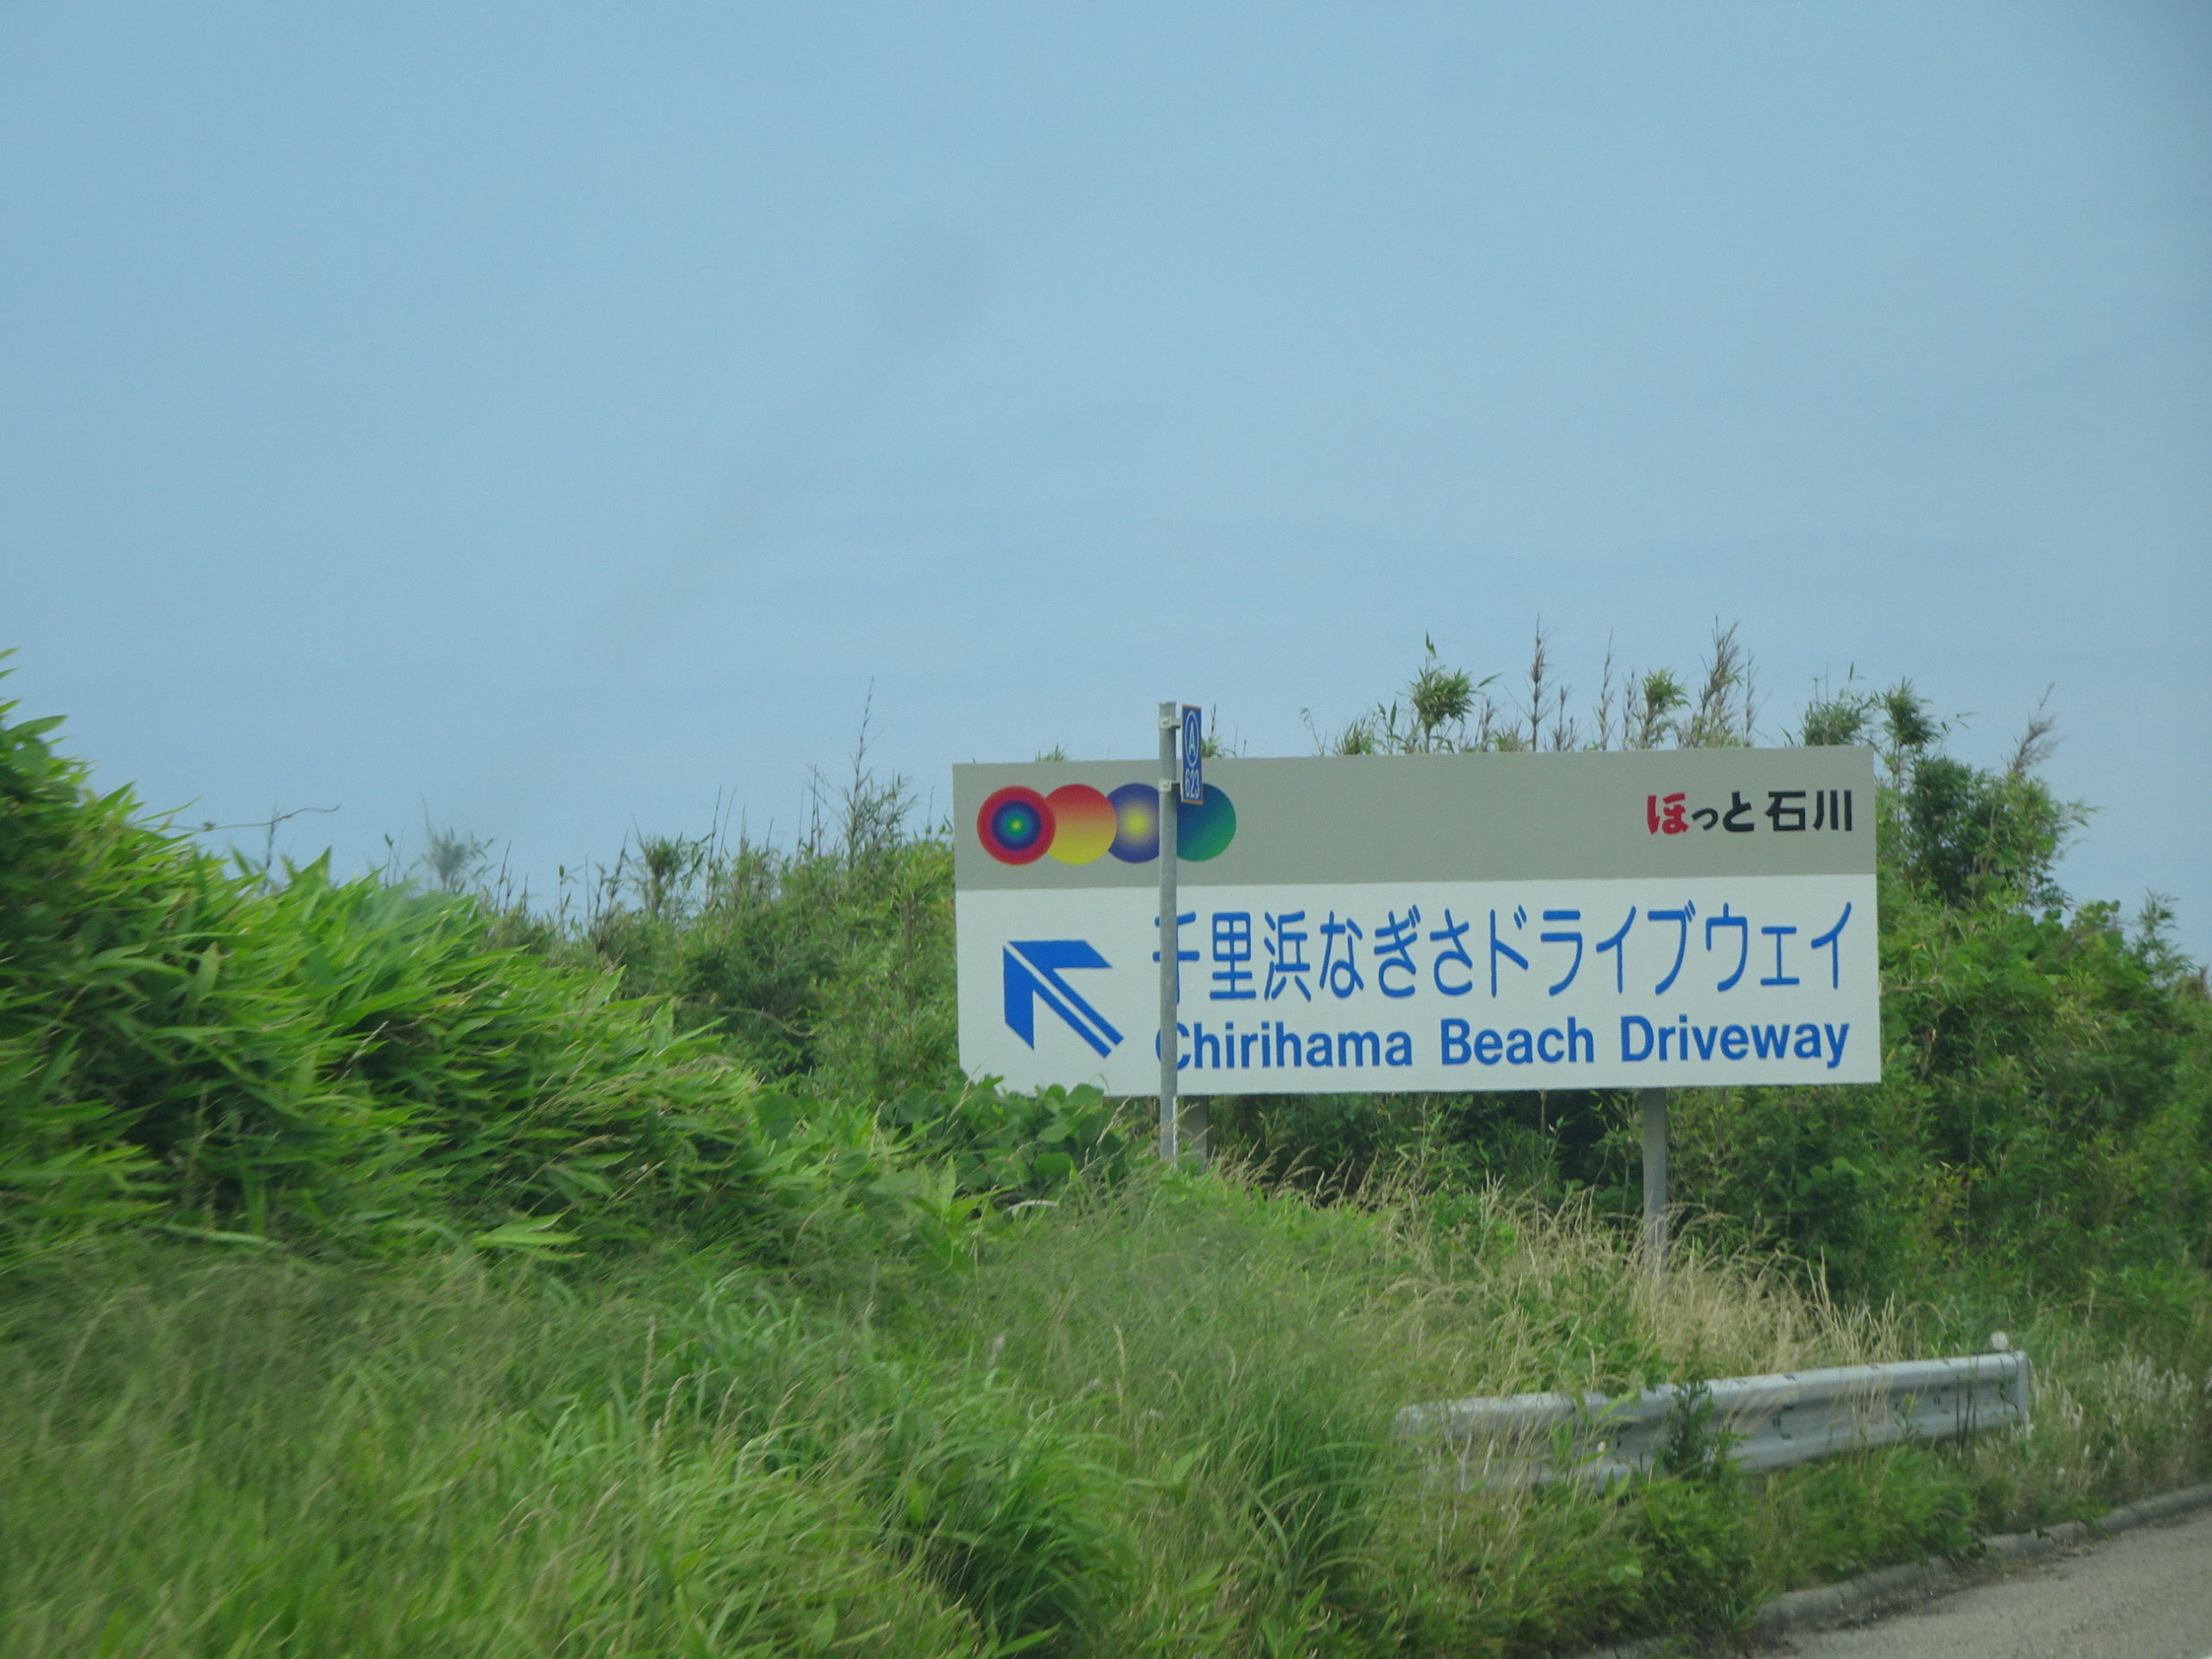 A
623
ほっと石川
千里浜なぎさドライブウェイ
Chirihama Beach Driveway